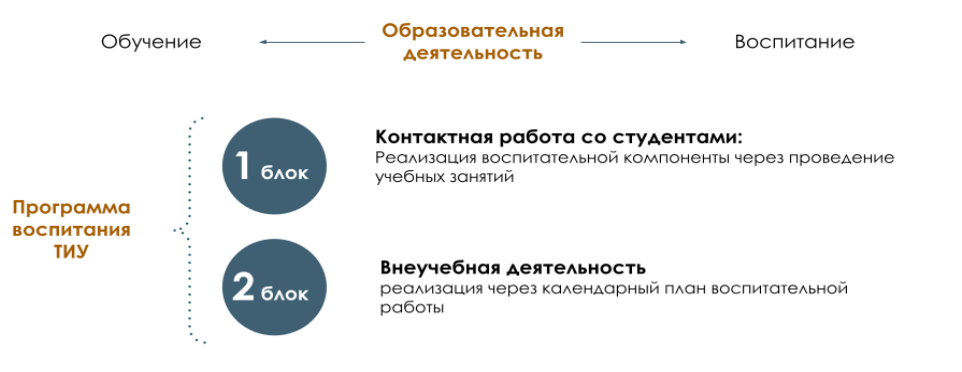 Обучение
Образовательная
деятельность
Воспитание
Программа
воспитания
ТИУ
1 блок
Контактная работа со студентами:
Реализация воспитательной компоненты через проведение
учебных занятий
2 блок
Внеучебная деятельность
реализация через календарный план воспитательной
работы